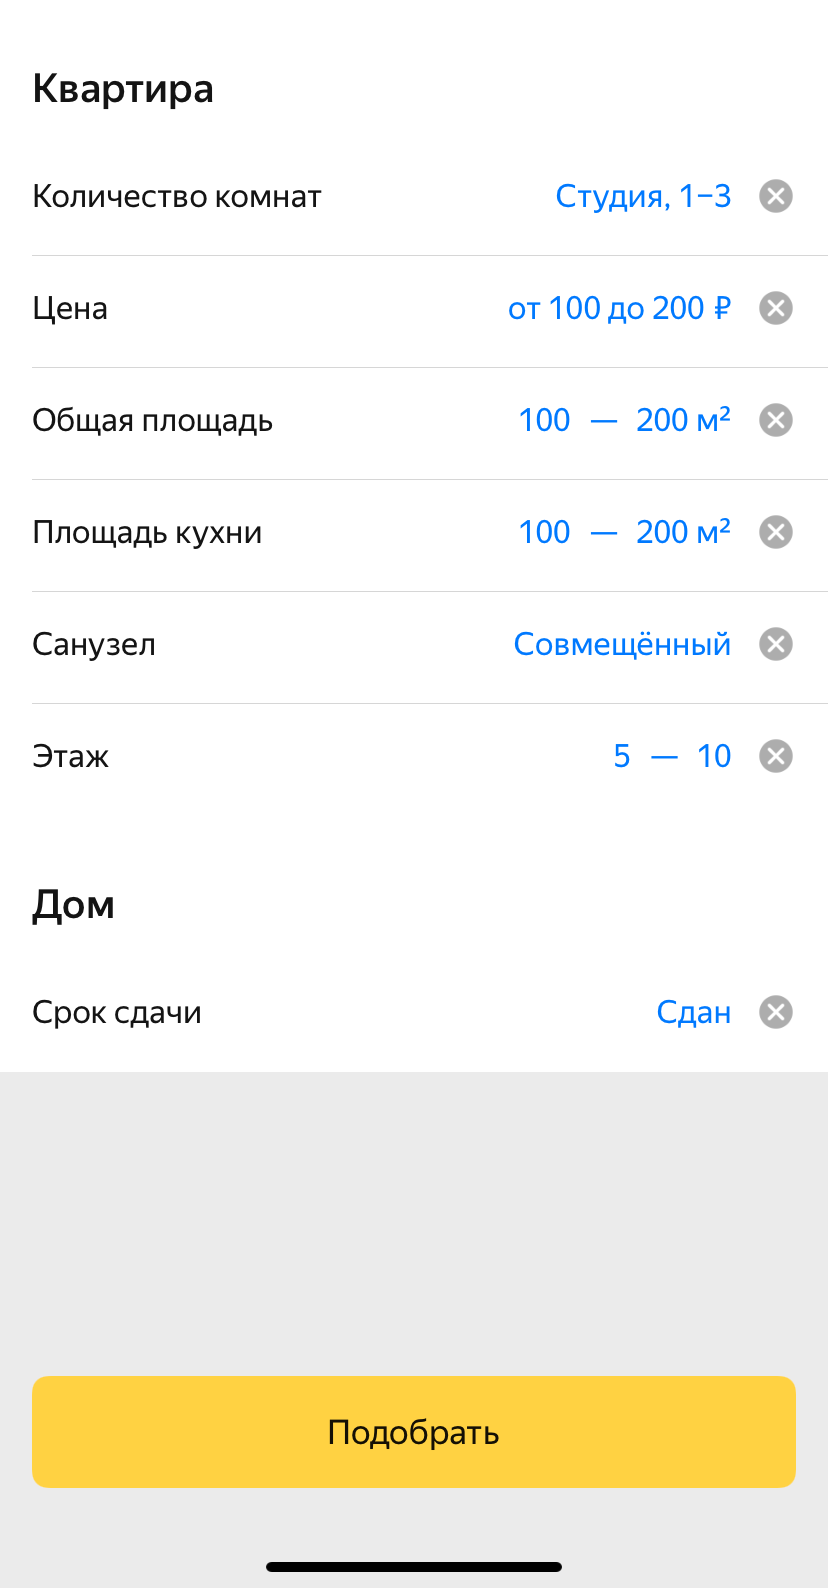 Квартира
Количество комнат Студия, 1–3
Цена от 100 до 200 ₽
Общая площадь 100 — 200 м²
Площадь кухни 100 — 200 м²
Санузел Совмещённый
Этаж 5 — 10
Дом
Срок сдачи Сдан
Подобрать